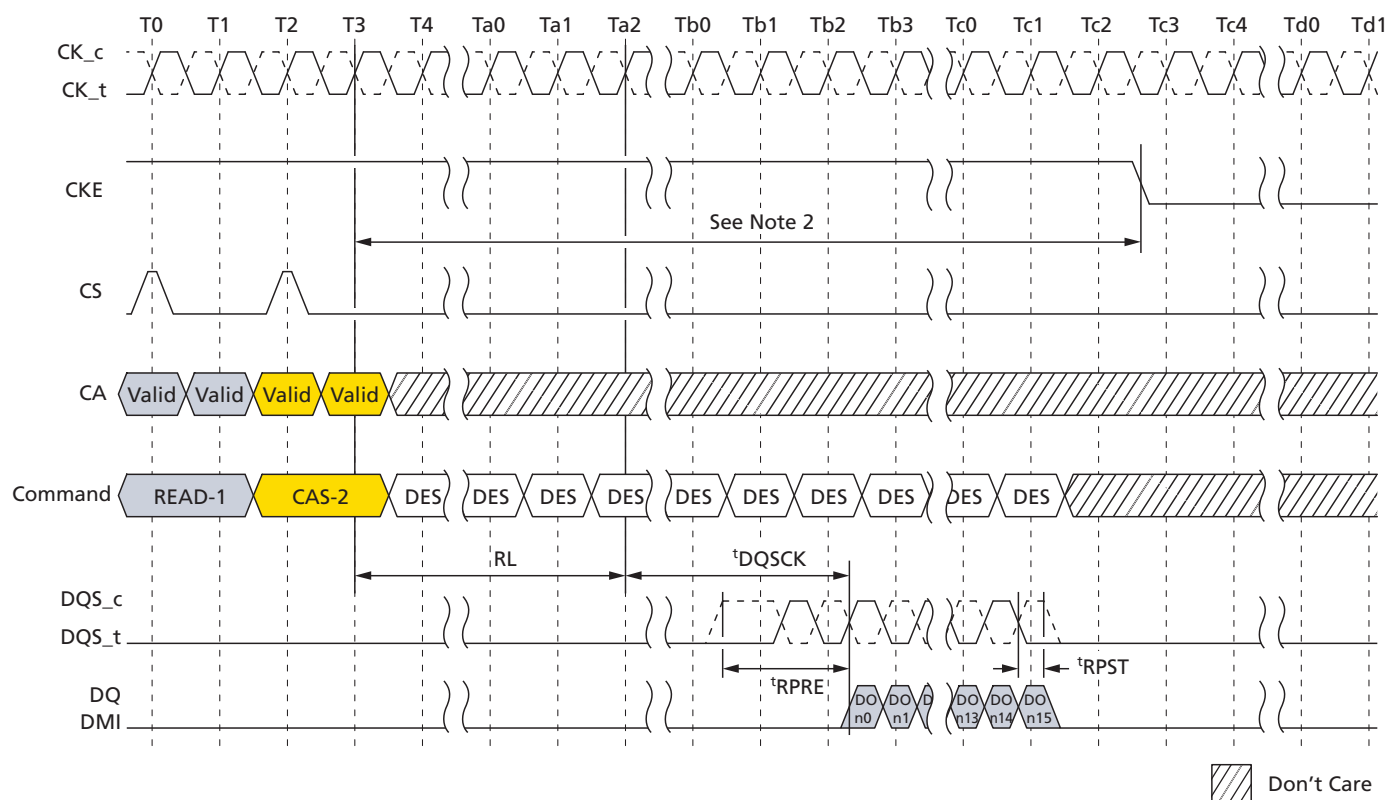 T0 T1 T2 T3 T4 Ta0 Ta1 Ta2 Tb0 Tb1 Tb2 Tb3 Tc0 Tc1 Tc2 Tc3 Tc4 Td0 Td1
CK_c
CK_t
CKE
See Note 2
CS
CA Valid Valid Valid Valid
Command READ-1 CAS-2 DES DES DES DES DES DES DES DES DES DES
RL tDQSCK
DQS_c
DQS_t
tRPRE tRPST
DQ DO DO D DO DO DO
DMI n0 n1 n13 n14 n15
Don't Care